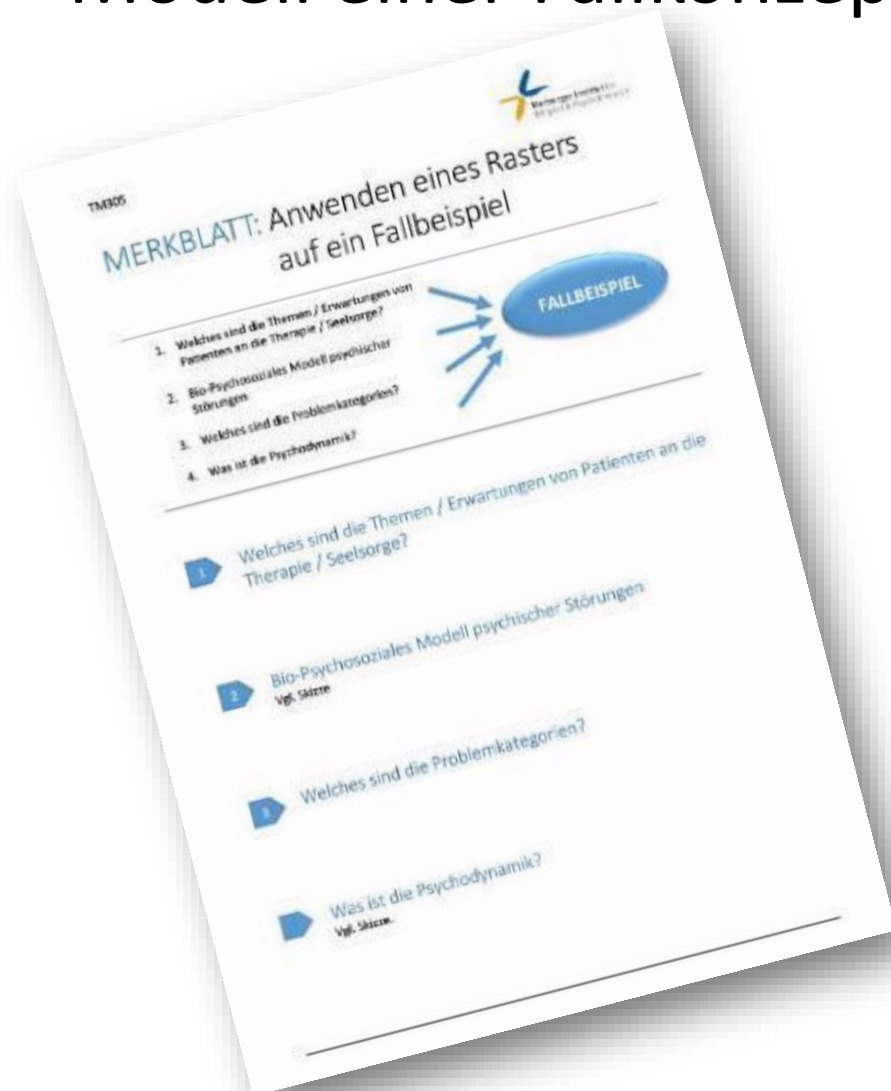 TM305
MERKBLATT: Anwenden eines Rasters
auf ein Fallbeispiel
1. Welches sind die Themen / Erwartungen von
Patienten an die Therapie / Seelsorge?
2. Bio-Psychosoziales Modell psychischer
Störungen
3. Welches sind die Problemkategorien?
4. Was ist die Psychodynamik?
FALLBEISPIEL
1 Welches sind die Themen / Erwartungen von Patienten an die
Therapie / Seelsorge?
2 Bio-Psychosoziales Modell psychischer Störungen
Vgl. Skizze
3 Welches sind die Problemkategorien?
Was ist die Psychodynamik?
Vgl. Skizze.